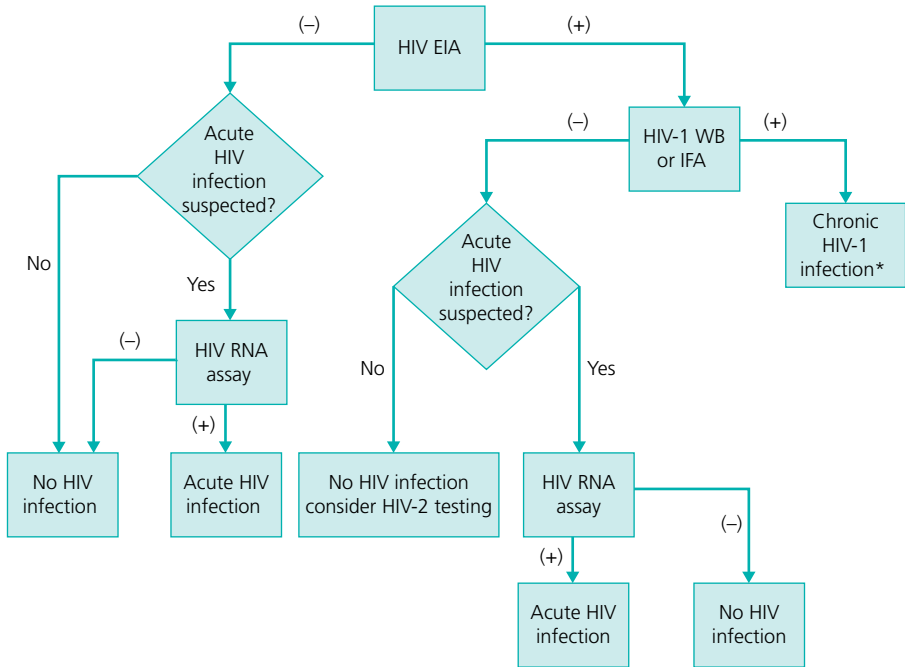 (–)
HIV EIA
(+)
Acute
HIV
infection
suspected?
(–)
HIV-1 WB
or IFA
(+)
Chronic
HIV-1
infection*
No
Yes
Acute
HIV
infection
suspected?
(–)
HIV RNA
assay
No
Yes
(+)
No HIV
infection
Acute HIV
infection
No HIV infection
consider HIV-2 testing
HIV RNA
assay
(–)
(+)
Acute HIV
infection
No HIV
infection